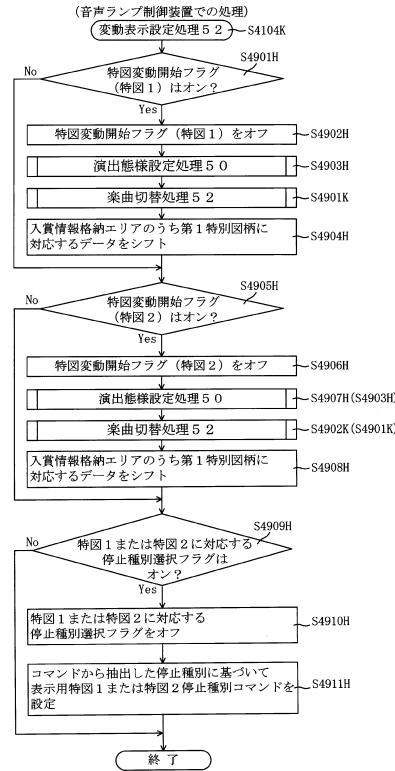 (音声ランプ制御装置での処理)
変動表示設定処理52
S4104K
S4901H
No
特図変動開始フラグ
(特図1)はオン?
Yes
特図変動開始フラグ(特図1)をオフ
S4902H
演出態様設定処理50
S4903H
楽曲切替処理52
S4901K
入賞情報格納エリアのうち第1特別図柄に
対応するデータをシフト
S4904H
S4905H
No
特図変動開始フラグ
(特図2)はオン?
Yes
特図変動開始フラグ(特図2)をオフ
S4906H
演出態様設定処理50
S4907H(S4903H)
楽曲切替処理52
S4902K(S4901K)
入賞情報格納エリアのうち第1特別図柄に
対応するデータをシフト
S4908H
S4909H
No
特図1または特図2に対応する
停止種別選択フラグは
オン?
Yes
特図1または特図2に対応する
停止種別選択フラグをオフ
S4910H
コマンドから抽出した停止種別に基づいて
表示用特図1または特図2停止種別コマンドを
設定
S4911H
終了